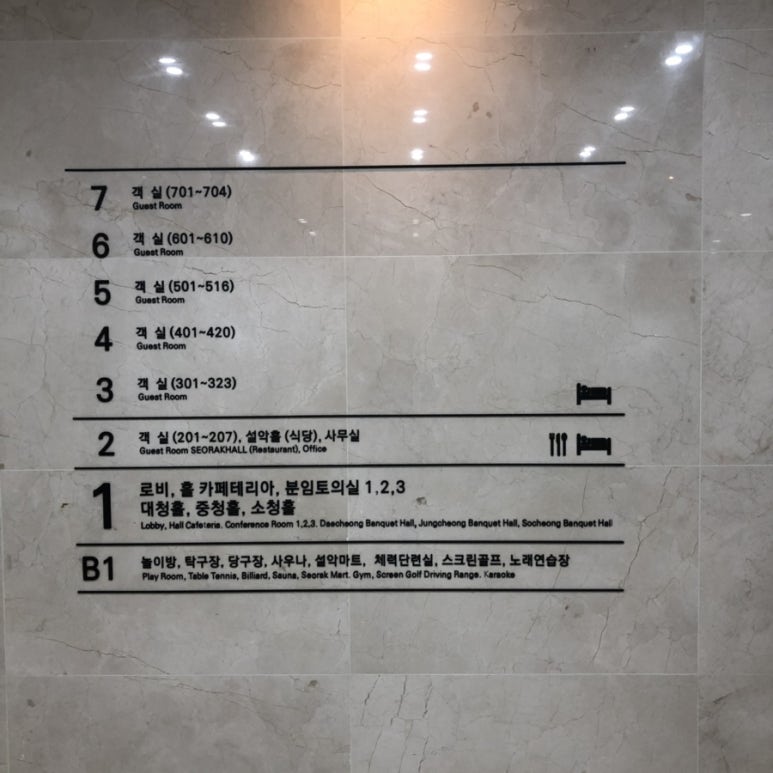 7 객 실 (701~704)
Guest Room
6 객 실 (601~610)
Guest Room
5 객 실 (501~516)
Guest Room
4 객 실 (401~420)
Guest Room
3 객 실 (301~323)
Guest Room
2 객 실 (201~207), 설악홀 (식당), 사무실
Guest Room SEORAKHALL (Restaurant), Office
1 로비, 홀 카페테리아, 분임토의실 1,2,3
대청홀, 중청홀, 소청홀
Lobby, Hall Cafeteria. Conference Room 1,2,3. Daecheong Banquet Hall, Jungcheong Banquet Hall, Socheong Banquet Hall
B1 놀이방, 탁구장, 당구장, 사우나, 설악마트, 체력단련실, 스크린골프, 노래연습장
Play Room, Table Tennis, Billiard, Sauna, Seorak Mart. Gym, Screen Golf Driving Range. Karaoke